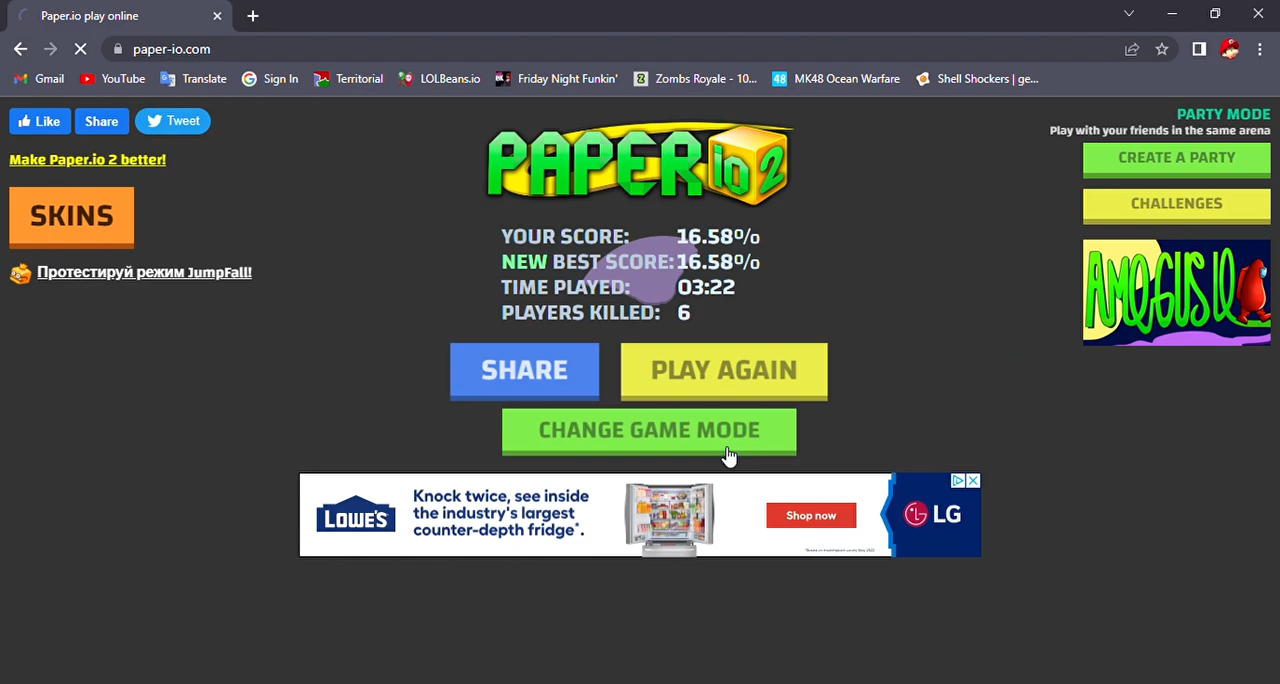 Paper.io play online
paper-io.com
Gmail
YouTube
Translate
Sign In
Territorial
LOLBeans.io
Friday Night Funkin'
Zombs Royale - 10...
MK48 Ocean Warfare
Shell Shockers | ge...
Like
Share
Tweet
Make Paper.io 2 better!
SKINS
Протестируй режим JumpFall!
PAPER io 2
YOUR SCORE: 16.58%
NEW BEST SCORE: 16.58%
TIME PLAYED: 03:22
PLAYERS KILLED: 6
SHARE
PLAY AGAIN
CHANGE GAME MODE
PARTY MODE
Play with your friends in the same arena
CREATE A PARTY
CHALLENGES
AMOGUS IO
LOWE'S
Knock twice, see inside
the industry's largest
counter-depth fridge*.
Shop now
LG